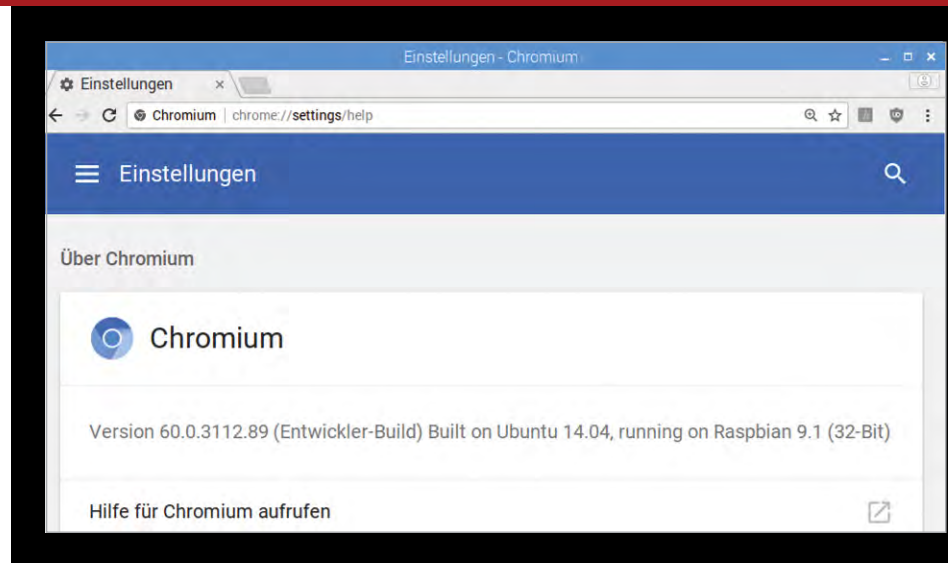 Einstellungen - Chromium
Einstellungen
Chromium | chrome://settings/help
Einstellungen
Über Chromium
Chromium
Version 60.0.3112.89 (Entwickler-Build) Built on Ubuntu 14.04, running on Raspbian 9.1 (32-Bit)
Hilfe für Chromium aufrufen